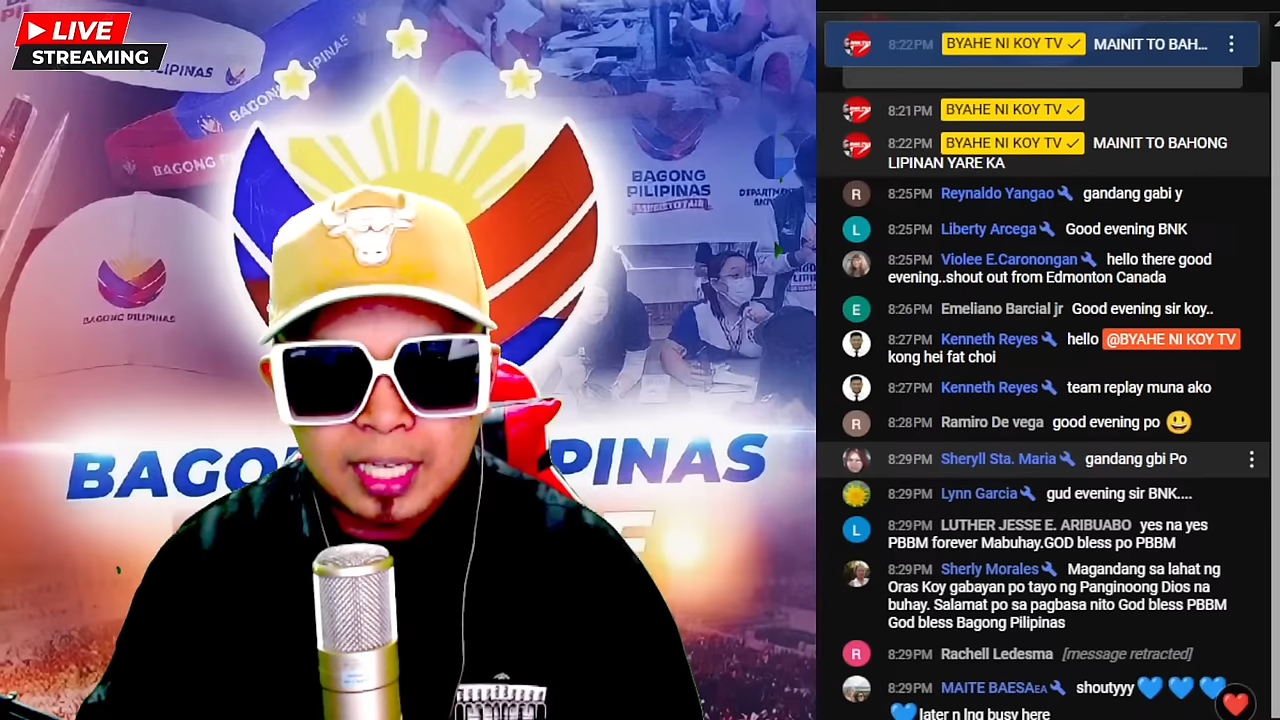 LIVE
STREAMING
PILIPINAS
BAGONG PILIPINAS
BAGONG P
BAGONG PILIPINAS
BAGONG
PILIPINAS
BAGON
PINAS
8:22PM BYAHE NI KOY TV MAINIT TO BAH...
8:21PM BYAHE NI KOY TV
8:22PM BYAHE NI KOY TV MAINIT TO BAHONG
LIPINAN YARE KA
R 8:25PM Reynaldo Yangao gandang gabi y
L 8:25PM Liberty Arcega Good evening BNK
8:25PM Violee E.Caronongan hello there good
evening..shout out from Edmonton Canada
E 8:26PM Emeliano Barcial jr Good evening sir koy..
8:27PM Kenneth Reyes hello @BYAHE NI KOY TV
kong hei fat choi
8:27PM Kenneth Reyes team replay muna ako
R 8:28PM Ramiro De vega good evening po 😃
8:29PM Sheryll Sta. Maria gandang gbi Po
8:29PM Lynn Garcia gud evening sir BNK....
L 8:29PM LUTHER JESSE E. ARIBUABO yes na yes
PBBM forever Mabuhay.GOD bless po PBBM
8:29PM Sherly Morales Magandang sa lahat ng
Oras Koy gabayan po tayo ng Panginoong Dios na
buhay. Salamat po sa pagbasa nito God bless PBBM
God bless Bagong Pilipinas
R 8:29PM Rachell Ledesma [message retracted]
8:29PM MAITE BAESAEA shoutyyy 💙 💙 💙
💙 later n lng busy here